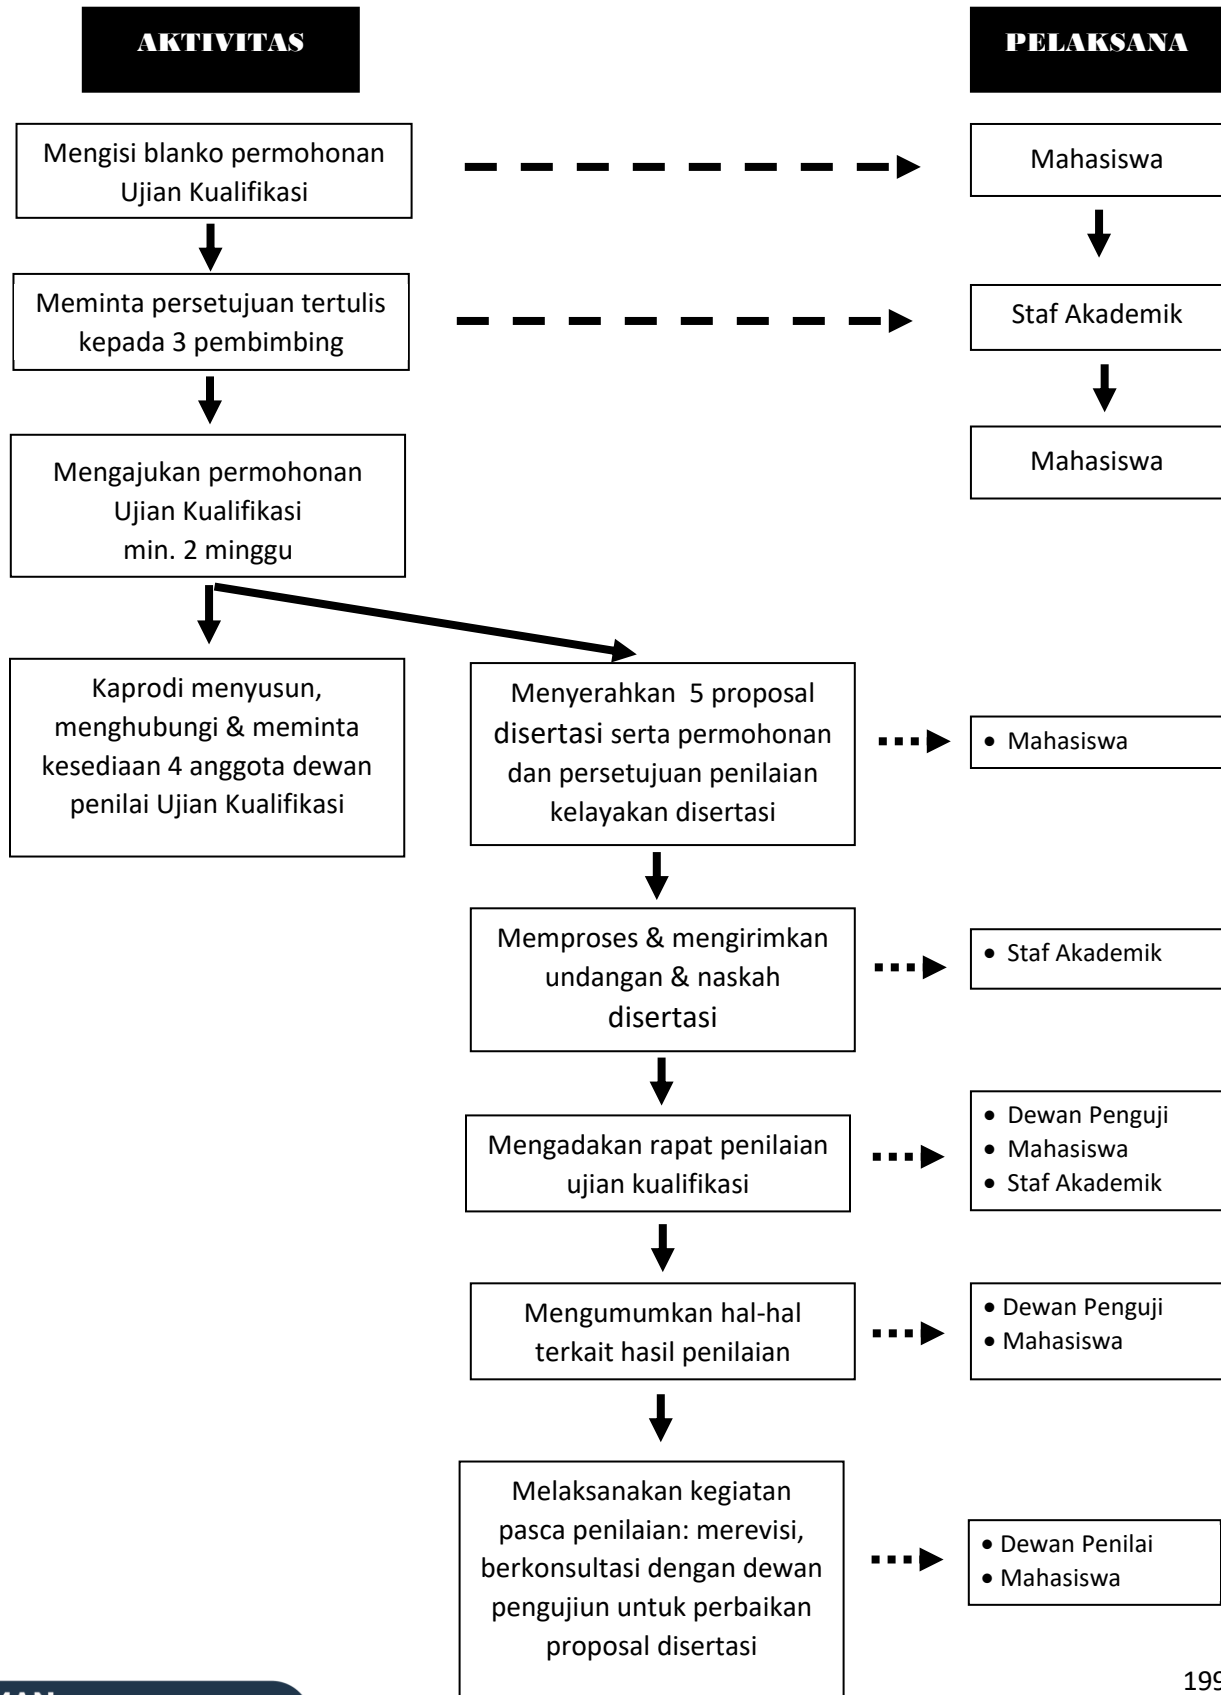 AKTIVITAS
PELAKSANA
Mengisi blanko permohonan
Ujian Kualifikasi
Mahasiswa
Meminta persetujuan tertulis
kepada 3 pembimbing
Staf Akademik
Mengajukan permohonan
Ujian Kualifikasi
min. 2 minggu
Mahasiswa
Kaprodi menyusun,
menghubungi & meminta
kesediaan 4 anggota dewan
penilai Ujian Kualifikasi
Menyerahkan 5 proposal
disertasi serta permohonan
dan persetujuan penilaian
kelayakan disertasi
• Mahasiswa
Memproses & mengirimkan
undangan & naskah
disertasi
• Staf Akademik
Mengadakan rapat penilaian
ujian kualifikasi
• Dewan Penguji
• Mahasiswa
• Staf Akademik
Mengumumkan hal-hal
terkait hasil penilaian
• Dewan Penguji
• Mahasiswa
Melaksanakan kegiatan
pasca penilaian: merevisi,
berkonsultasi dengan dewan
pengujiun untuk perbaikan
proposal disertasi
• Dewan Penilai
• Mahasiswa
199